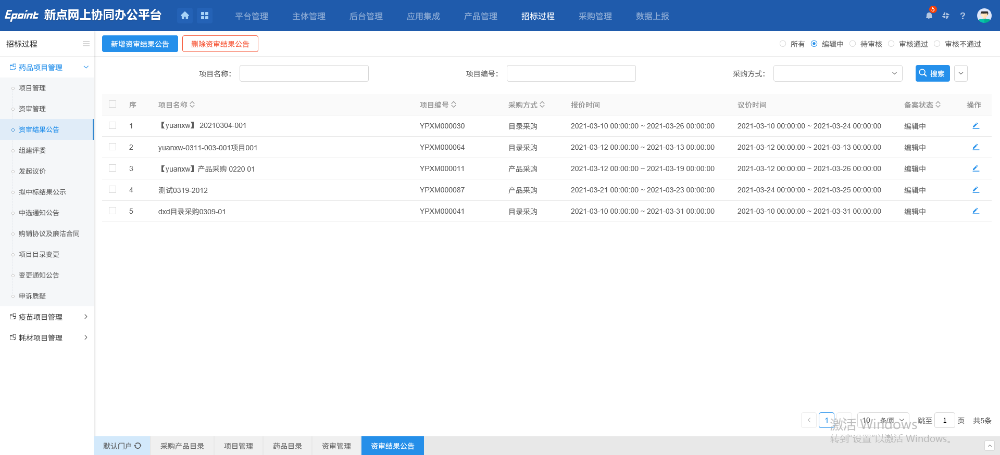 Epoint 新点网上协同办公平台 平台管理 主体管理 后台管理 应用集成 产品管理 招标过程 采购管理 数据上报 5 ?
招标过程
新增资审结果公告 删除资审结果公告 所有 编辑中 待审核 审核通过 审核不通过
药品项目管理
项目管理
资审管理
资审结果公告
组建评委
发起议价
拟中标结果公示
中选通知公告
购销协议及廉洁合同
项目目录变更
变更通知公告
申诉质疑
疫苗项目管理
耗材项目管理
项目名称: 项目编号: 采购方式: 搜索
序 项目名称 项目编号 采购方式 报价时间 议价时间 备案状态 操作
1 【yuanxw】 20210304-001 YPXM000030 目录采购 2021-03-10 00:00:00 ~ 2021-03-26 00:00:00 2021-03-10 00:00:00 ~ 2021-03-24 00:00:00 编辑中
2 yuanxw-0311-003-001项目001 YPXM000064 目录采购 2021-03-12 00:00:00 ~ 2021-03-13 00:00:00 2021-03-12 00:00:00 ~ 2021-03-13 00:00:00 编辑中
3 【yuanxw】产品采购 0220 01 YPXM000011 产品采购 2021-03-12 00:00:00 ~ 2021-03-19 00:00:00 2021-03-12 00:00:00 ~ 2021-03-26 00:00:00 编辑中
4 测试0319-2012 YPXM000087 产品采购 2021-03-21 00:00:00 ~ 2021-03-23 00:00:00 2021-03-24 00:00:00 ~ 2021-03-25 00:00:00 编辑中
5 dxd目录采购0309-01 YPXM000041 目录采购 2021-03-10 00:00:00 ~ 2021-03-31 00:00:00 2021-03-10 00:00:00 ~ 2021-03-31 00:00:00 编辑中
1 10 条/页 跳至 1 页 共5条
激活 Windows
转到"设置"以激活 Windows。
默认门户 采购产品目录 项目管理 药品目录 资审管理 资审结果公告